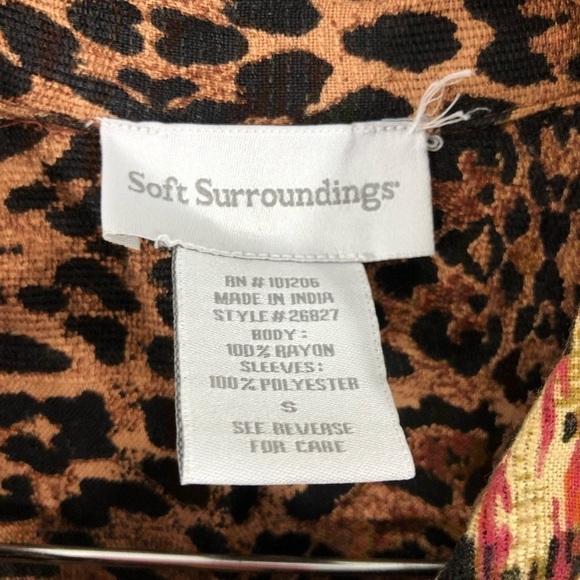 Soft Surroundings
RN # 101206
MADE IN INDIA
STYLE # 26827
BODY :
100% RAYON
SLEEVES :
100% POLYESTER
S
SEE REVERSE
FOR CARE